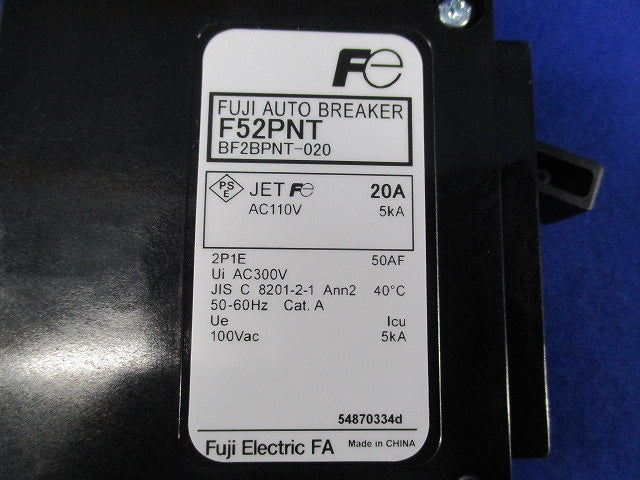 Fe
FUJI AUTO BREAKER
F52PNT
BF2BPNT-020
PS E JET Fe 20A
AC110V 5kA
2P1E 50AF
Ui AC300V
JIS C 8201-2-1 Ann2 40°C
50-60Hz Cat. A
Ue Icu
100Vac 5kA
54870334d
Fuji Electric FA Made in CHINA